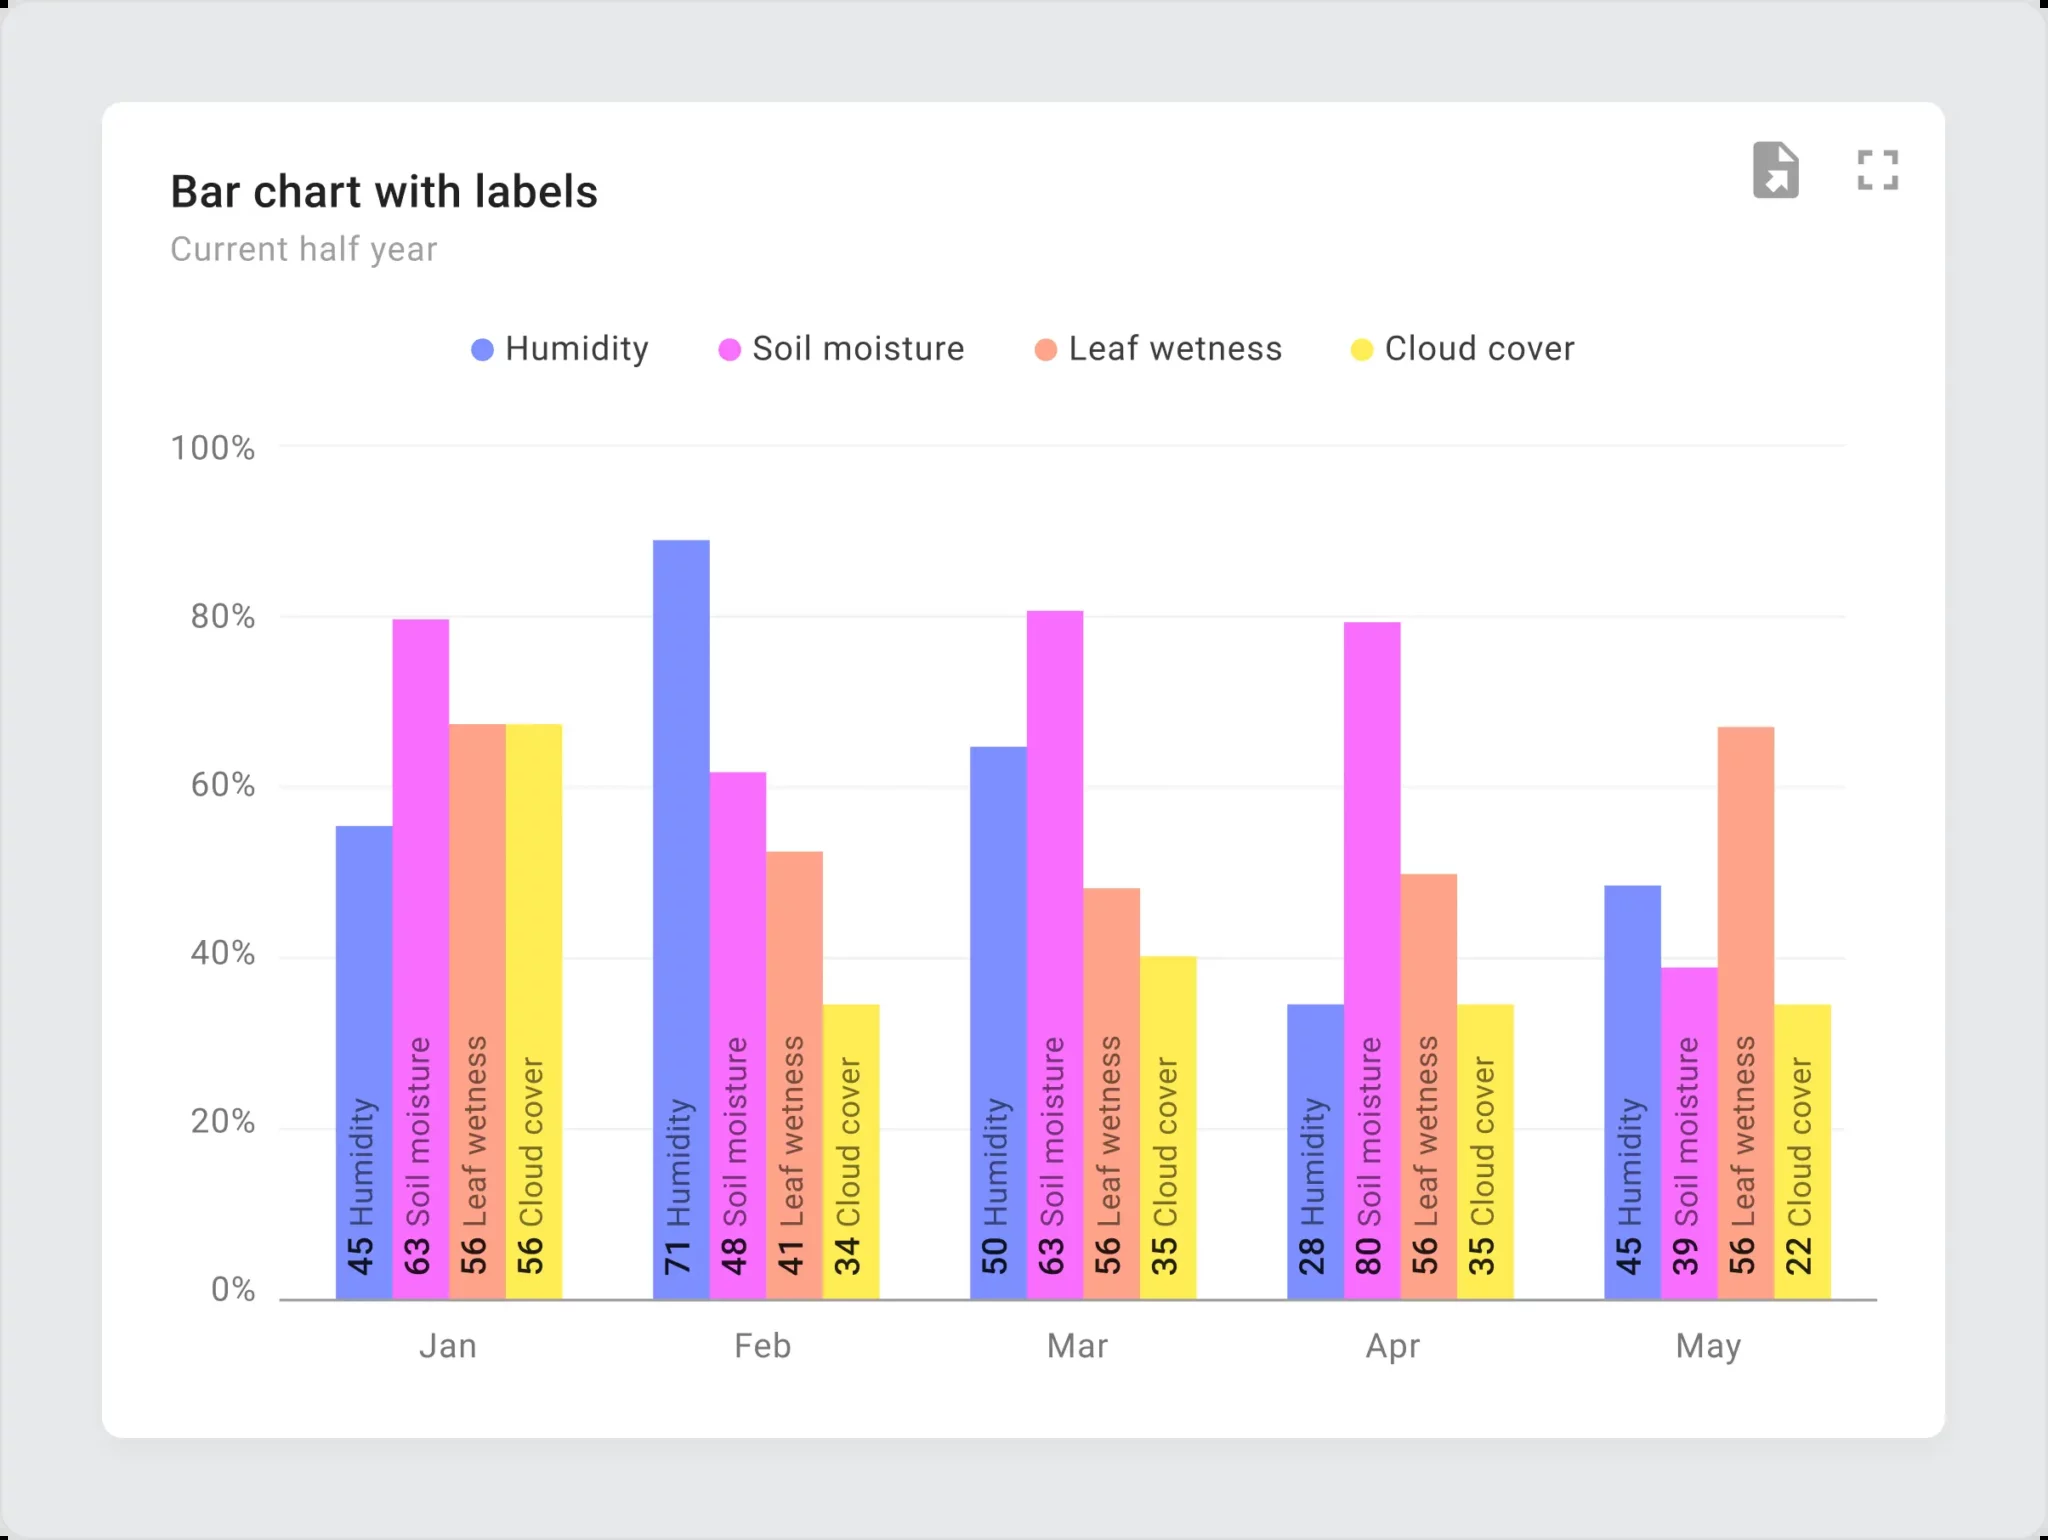 Bar chart with labels
Current half year
Humidity
Soil moisture
Leaf wetness
Cloud cover
100%
80%
60%
40%
20%
0%
45 Humidity
63 Soil moisture
56 Leaf wetness
56 Cloud cover
71 Humidity
48 Soil moisture
41 Leaf wetness
34 Cloud cover
50 Humidity
63 Soil moisture
56 Leaf wetness
35 Cloud cover
28 Humidity
80 Soil moisture
56 Leaf wetness
35 Cloud cover
45 Humidity
39 Soil moisture
56 Leaf wetness
22 Cloud cover
Jan
Feb
Mar
Apr
May